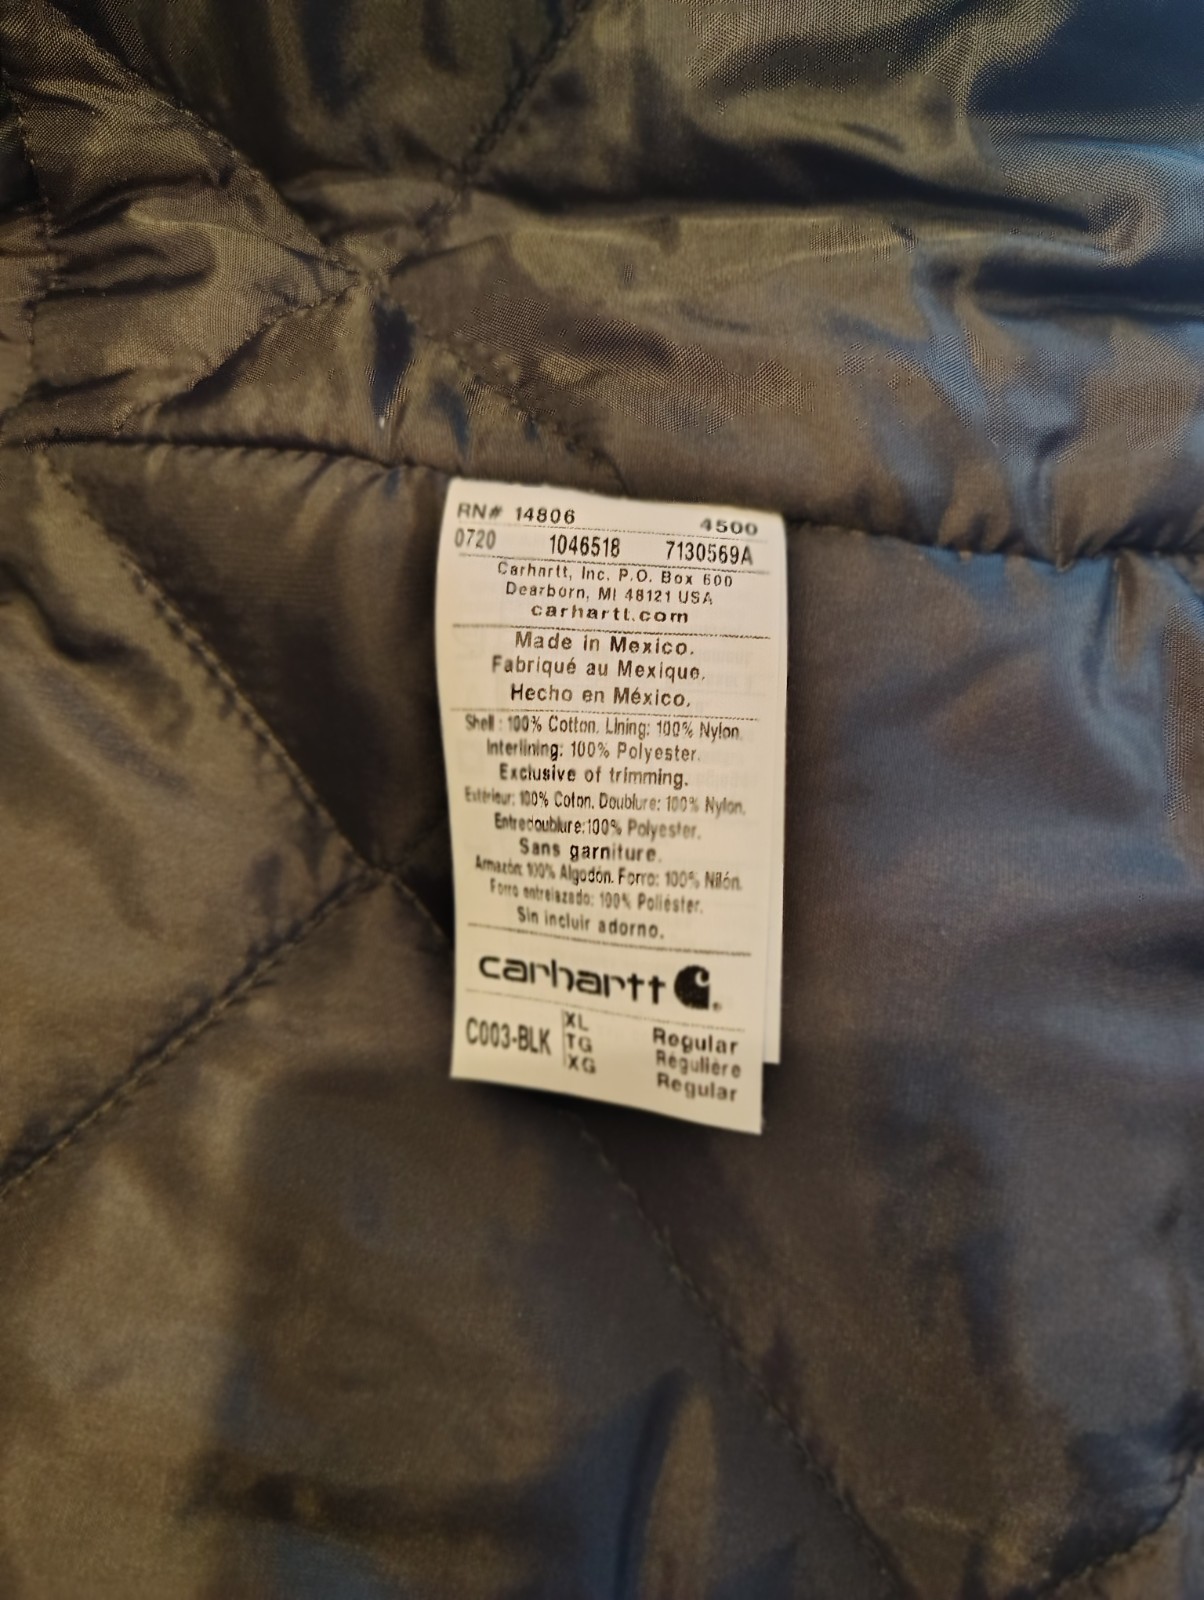 RN# 14806 4500
0720 1046518 7130569A
Carhartt, Inc. P.O. Box 600
Dearborn, MI 48121 USA
carhartt.com
Made in Mexico.
Fabriqué au Mexique.
Hecho en México.
Shell: 100% Cotton. Lining: 100% Nylon.
Interlining: 100% Polyester.
Exclusive of trimming.
Extérieur: 100% Coton. Doublure: 100% Nylon.
Entredoublure:100% Polyester.
Sans garniture.
Armazón: 100% Algodón. Forro: 100% Nilón.
Forro entrelazado: 100% Poliéster.
Sin incluir adorno.
carhartt
C003-BLK XL Regular
TG Régulière
XG Regular